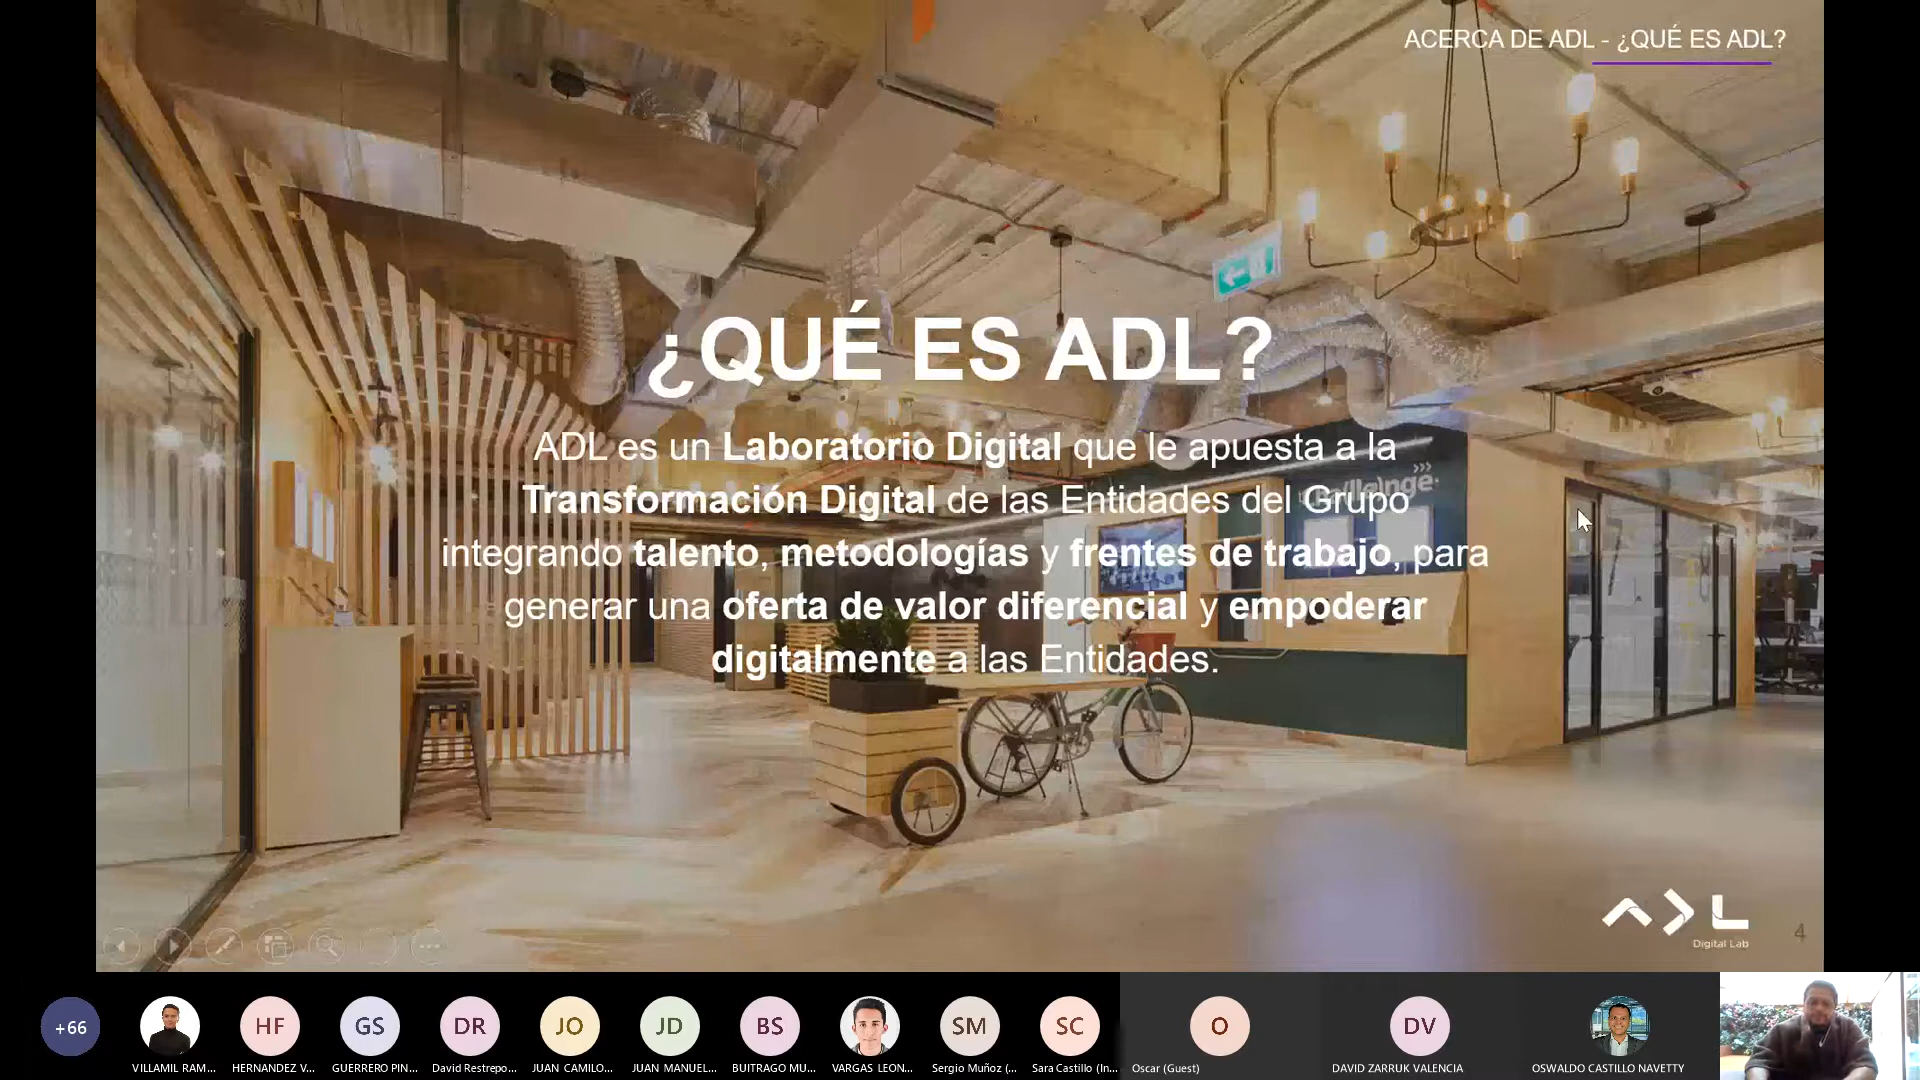 ACERCA DE ADL - ¿QUÉ ES ADL?
¿QUÉ ES ADL?
ADL es un Laboratorio Digital que le apuesta a la
Transformación Digital de las Entidades del Grupo
integrando talento, metodologías y frentes de trabajo, para
generar una oferta de valor diferencial y empoderar
digitalmente a las Entidades.
ADL
Digital Lab
4
+66
HF
GS
DR
JO
JD
BS
SM
SC
O
DV
VILLAMIL RAM...
HERNANDEZ V...
GUERRERO PIN...
David Restrepo...
JUAN CAMILO...
JUAN MANUEL...
BUITRAGO MU...
VARGAS LEON...
Sergio Muñoz (...
Sara Castillo (In...
Oscar (Guest)
DAVID ZARRUK VALENCIA
OSWALDO CASTILLO NAVETTY